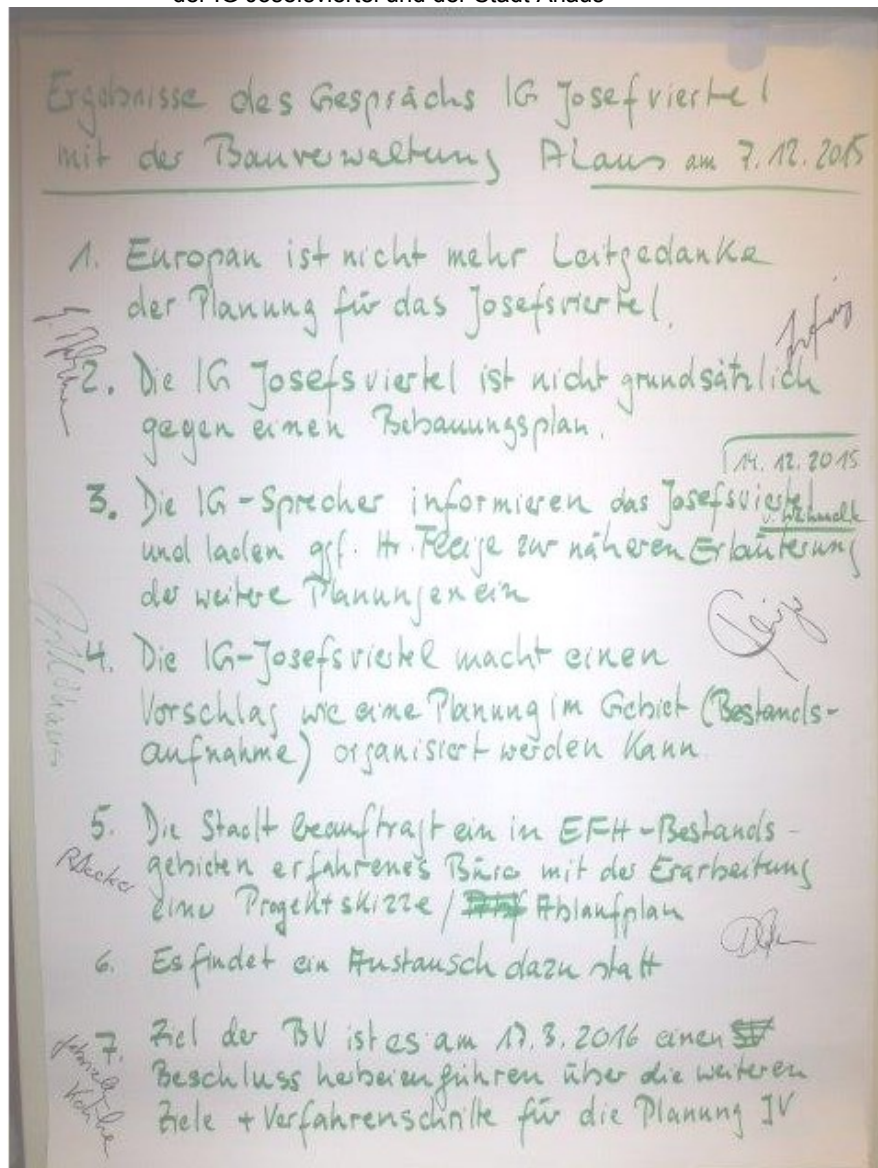 der IG Josefsviertel und der Stadt Ahaus
Ergebnisse des Gesprächs IG Josefviertel
mit der Bauverwaltung Ahaus am 7.12.2015
1. Europan ist nicht mehr Leitgedanke
der Planung für das Josefsviertel.
2. Die IG Josefsviertel ist nicht grundsätzlich
gegen einen Bebauungsplan.
14.12.2015
3. Die IG-Sprecher informieren das Josefsviertel
und laden ggf. Hr. Fleige zur näheren Erläuterung
der weitere Planungen ein
4. Die IG-Josefsviertel macht einen
Vorschlag wie eine Planung im Gebiet (Bestands-
aufnahme) organisiert werden kann
5. Die Stadt beauftragt ein in EFH-Bestands-
gebieten erfahrenes Büro mit der Erarbeitung
einer Projektskizze / Ablaufplan
6. Es findet ein Austausch dazu statt
7. Ziel der BV ist es am 17.3.2016 einen
Beschluss herbeizuführen über die weiteren
Ziele + Verfahrenschritte für die Planung JV